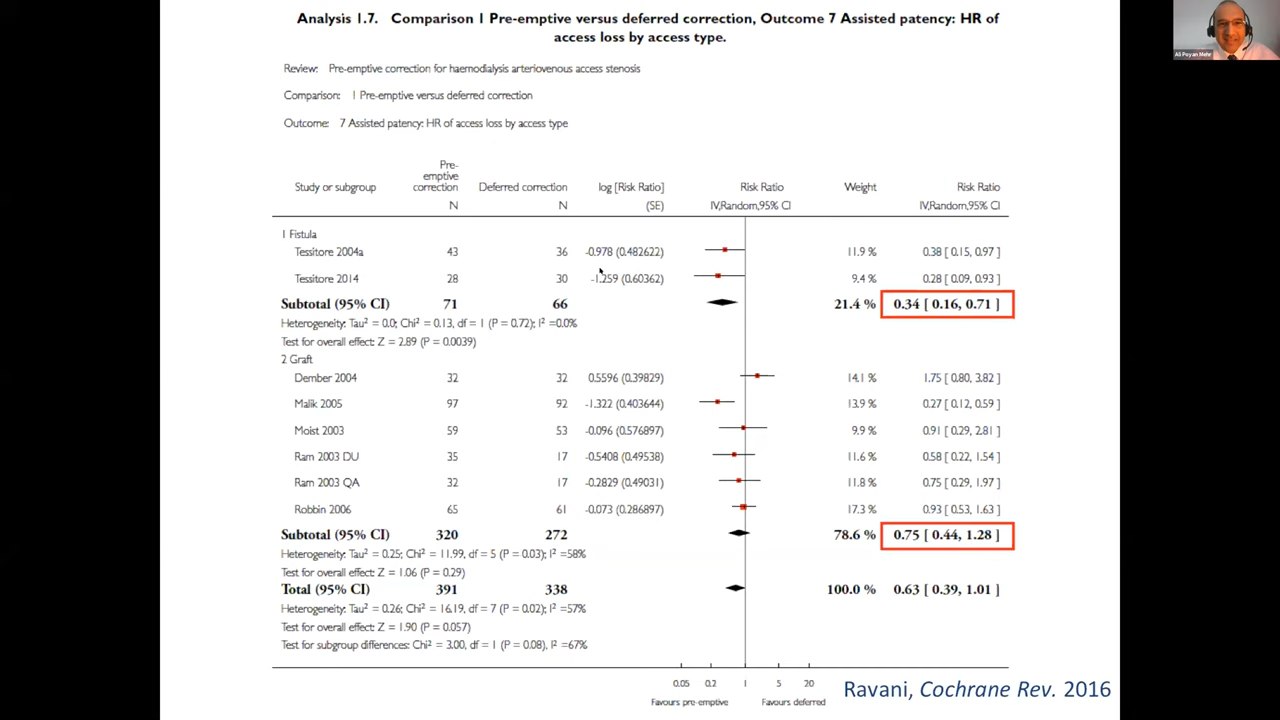 Analysis 1.7. Comparison 1 Pre-emptive versus deferred correction, Outcome 7 Assisted patency: HR of
access loss by access type.
Ali Poyan Mehr
Review: Pre-emptive correction for haemodialysis arteriovenous access stenosis
Comparison: 1 Pre-emptive versus deferred correction
Outcome: 7 Assisted patency: HR of access loss by access type
Study or subgroup Pre-emptive correction Deferred correction log [Risk Ratio] Risk Ratio Weight Risk Ratio
N N (SE) IV,Random,95% CI IV,Random,95% CI
1 Fistula
Tessitore 2004a 43 36 -0.978 (0.482622) 11.9 % 0.38 [ 0.15, 0.97 ]
Tessitore 2014 28 30 -1.259 (0.60362) 9.4 % 0.28 [ 0.09, 0.93 ]
Subtotal (95% CI) 71 66 21.4 % 0.34 [ 0.16, 0.71 ]
Heterogeneity: Tau² = 0.0; Chi² = 0.13, df = 1 (P = 0.72); I² =0.0%
Test for overall effect: Z = 2.89 (P = 0.0039)
2 Graft
Dember 2004 32 32 0.5596 (0.39829) 14.1 % 1.75 [ 0.80, 3.82 ]
Malik 2005 97 92 -1.322 (0.403644) 13.9 % 0.27 [ 0.12, 0.59 ]
Moist 2003 59 53 -0.096 (0.576897) 9.9 % 0.91 [ 0.29, 2.81 ]
Ram 2003 DU 35 17 -0.5408 (0.49538) 11.6 % 0.58 [ 0.22, 1.54 ]
Ram 2003 QA 32 17 -0.2829 (0.49031) 11.8 % 0.75 [ 0.29, 1.97 ]
Robbin 2006 65 61 -0.073 (0.286897) 17.3 % 0.93 [ 0.53, 1.63 ]
Subtotal (95% CI) 320 272 78.6 % 0.75 [ 0.44, 1.28 ]
Heterogeneity: Tau² = 0.25; Chi² = 11.99, df = 5 (P = 0.03); I² =58%
Test for overall effect: Z = 1.06 (P = 0.29)
Total (95% CI) 391 338 100.0 % 0.63 [ 0.39, 1.01 ]
Heterogeneity: Tau² = 0.26; Chi² = 16.19, df = 7 (P = 0.02); I² =57%
Test for overall effect: Z = 1.90 (P = 0.057)
Test for subgroup differences: Chi² = 3.00, df = 1 (P = 0.08), I² =67%
0.05 0.2 1 5 20
Favours pre-emptive Favours deferred
Ravani, Cochrane Rev. 2016